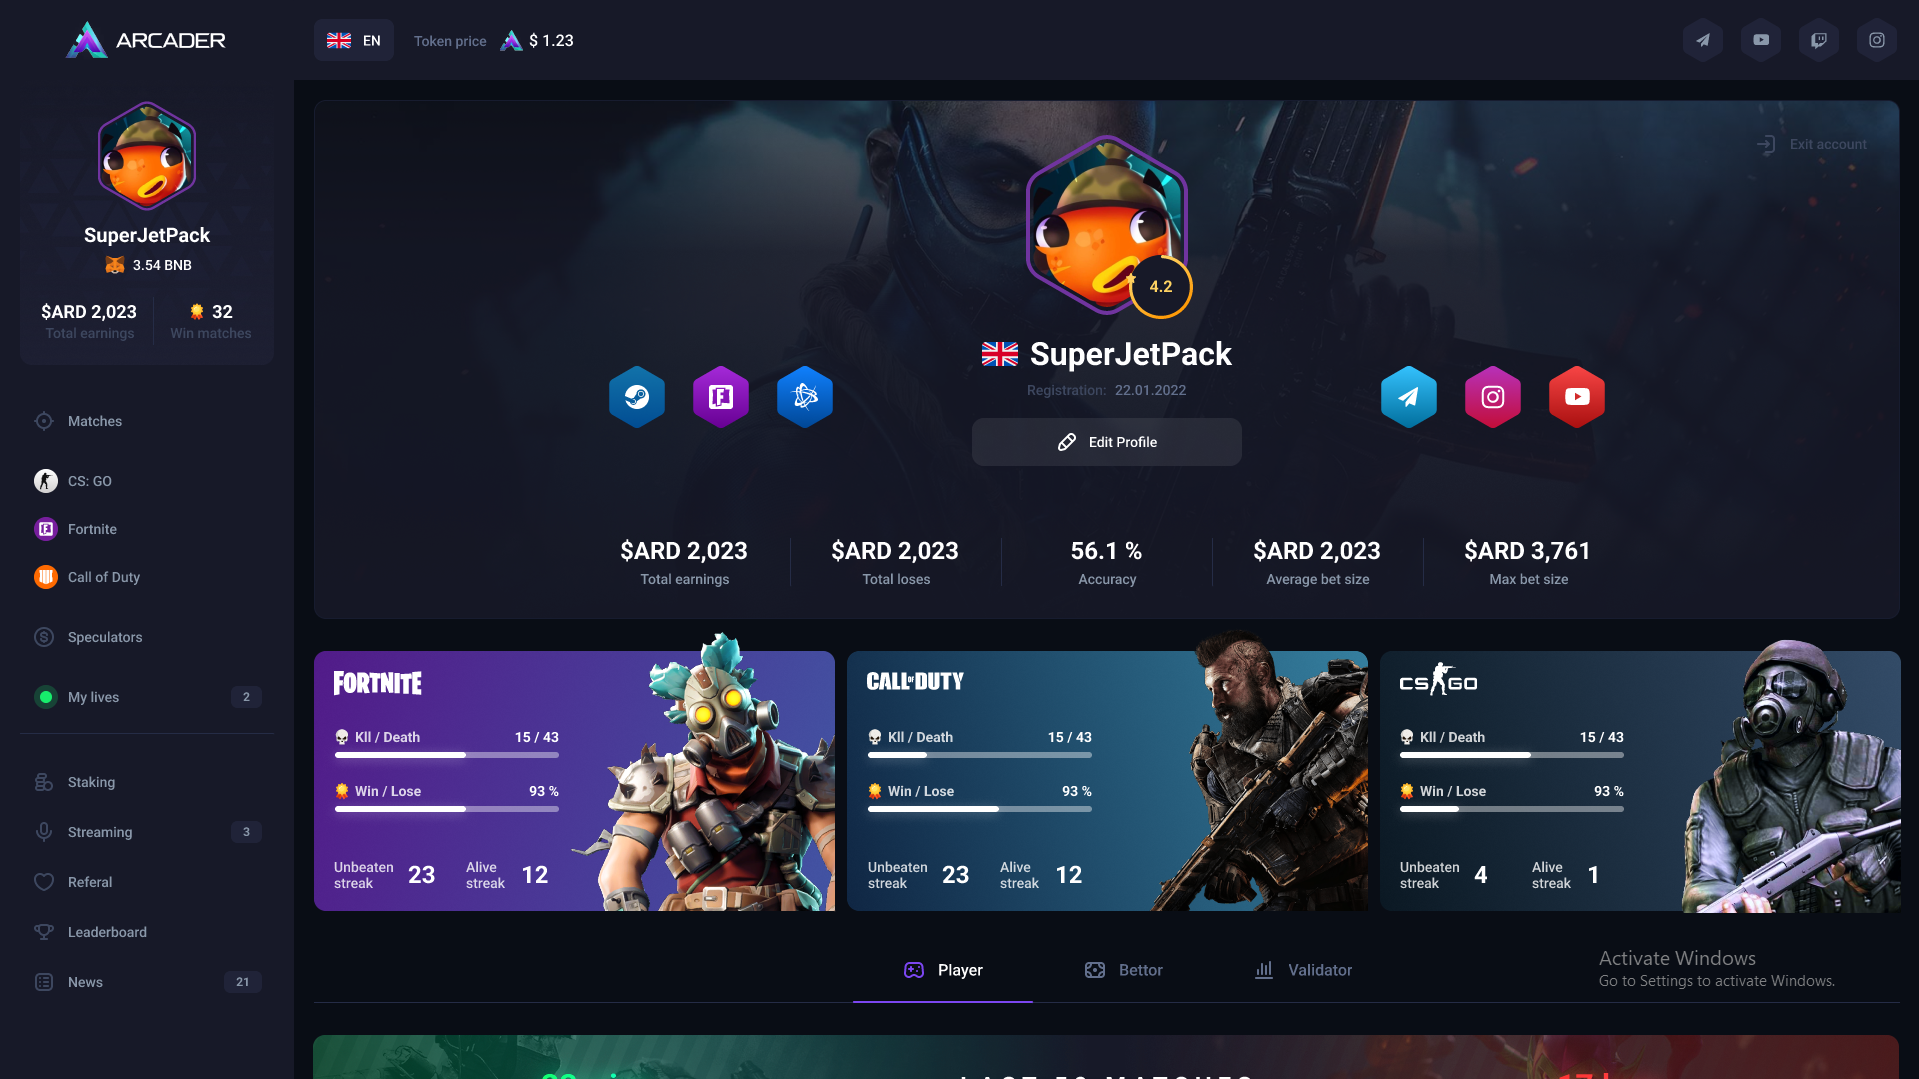 ARCADER
EN
Token price
$ 1.23
SuperJetPack
3.54 BNB
$ARD 2,023
Total earnings
32
Win matches
Matches
CS: GO
Fortnite
Call of Duty
Speculators
My lives
2
Staking
Streaming
3
Referal
Leaderboard
News
21
Exit account
4.2
SuperJetPack
Registration: 22.01.2022
Edit Profile
$ARD 2,023
Total earnings
$ARD 2,023
Total loses
56.1 %
Accuracy
$ARD 2,023
Average bet size
$ARD 3,761
Max bet size
FORTNITE
Kll / Death
15 / 43
Win / Lose
93 %
Unbeaten
streak
23
Alive
streak
12
CALL OF DUTY
Kll / Death
15 / 43
Win / Lose
93 %
Unbeaten
streak
23
Alive
streak
12
CS GO
Kll / Death
15 / 43
Win / Lose
93 %
Unbeaten
streak
4
Alive
streak
1
Player
Bettor
Validator
Activate Windows
Go to Settings to activate Windows.